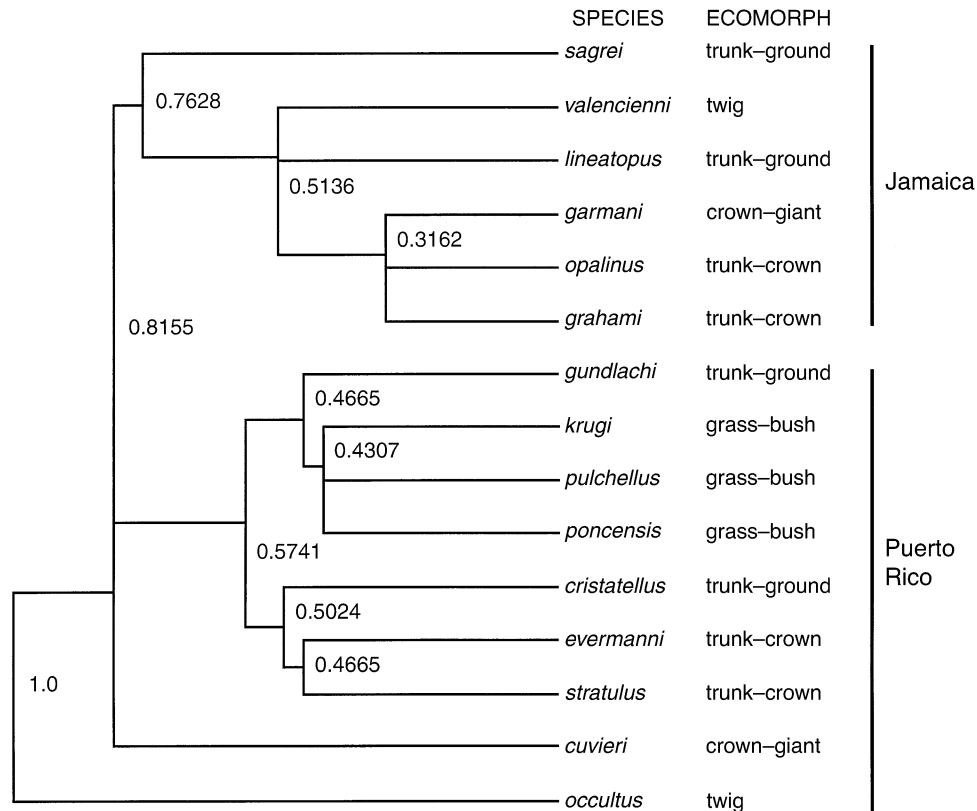 SPECIES ECOMORPH
sagrei trunk–ground
0.7628
valencienni twig
lineatopus trunk–ground
Jamaica
0.5136
garmani crown–giant
0.3162
opalinus trunk–crown
grahami trunk–crown
0.8155
gundlachi trunk–ground
0.4665
krugi grass–bush
0.4307
pulchellus grass–bush
poncensis grass–bush
Puerto
Rico
0.5741
cristatellus trunk–ground
0.5024
evermanni trunk–crown
0.4665
stratulus trunk–crown
1.0
cuvieri crown–giant
occultus twig